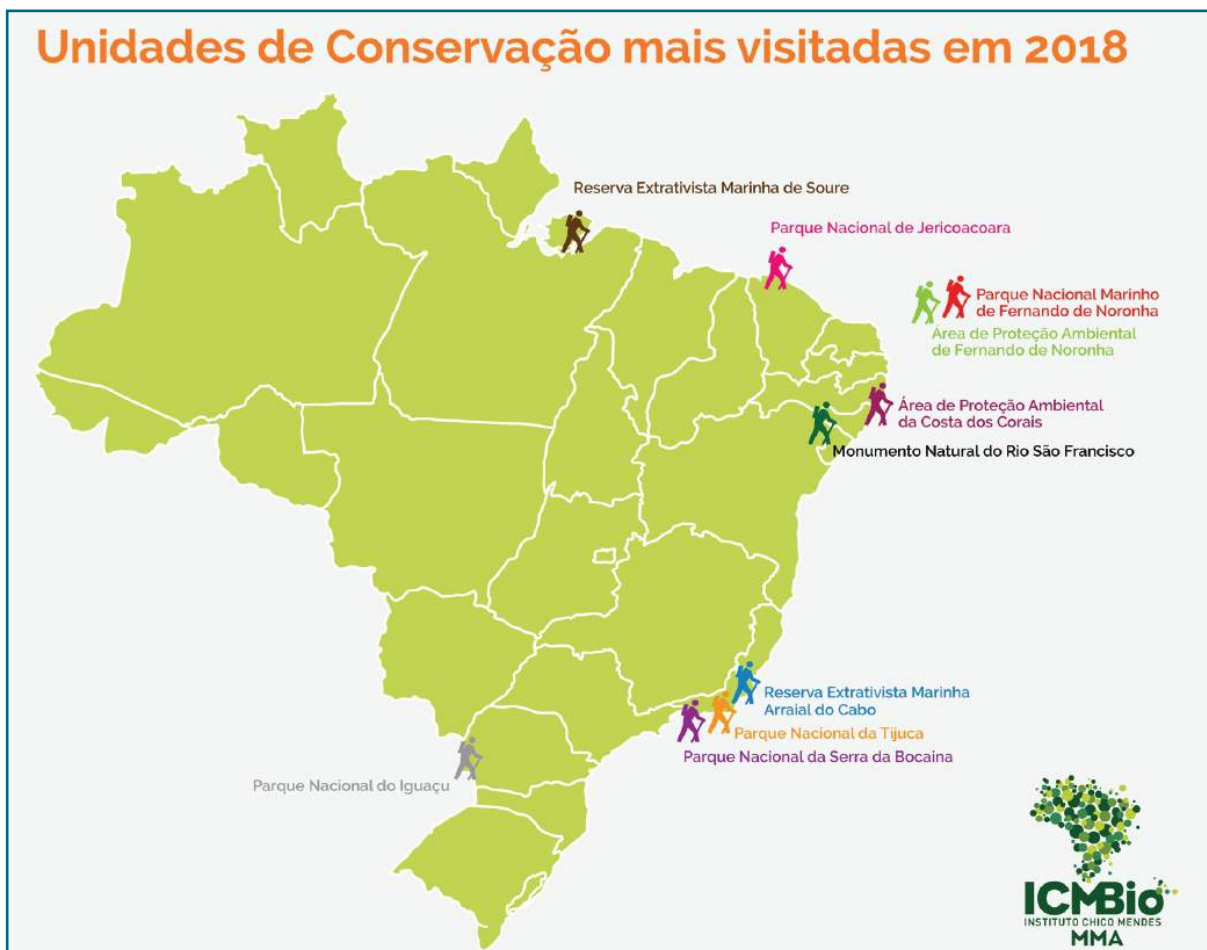 Unidades de Conservação mais visitadas em 2018
Reserva Extrativista Marinha de Soure
Parque Nacional de Jericoacoara
Parque Nacional Marinho
de Fernando de Noronha
Área de Proteção Ambiental
de Fernando de Noronha
Área de Proteção Ambiental
da Costa dos Corais
Monumento Natural do Rio São Francisco
Reserva Extrativista Marinha
Arraial do Cabo
Parque Nacional da Tijuca
Parque Nacional da Serra da Bocaina
Parque Nacional do Iguaçu
ICMBio
INSTITUTO CHICO MENDES
MMA